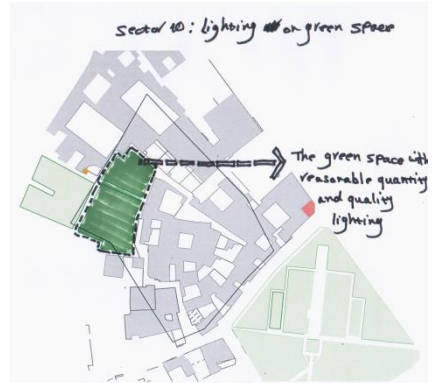 Sector 10: lighting on green space
The green space with
reasonable quantity
and quality
lighting